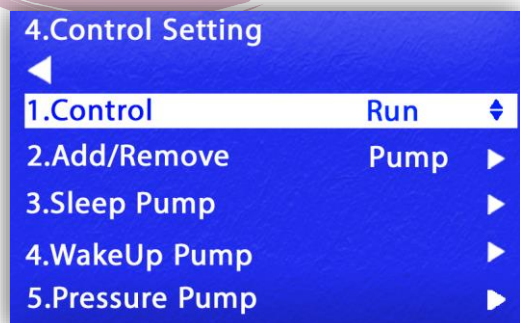 4.Control Setting
1.Control Run
2.Add/Remove Pump
3.Sleep Pump
4.WakeUp Pump
5.Pressure Pump